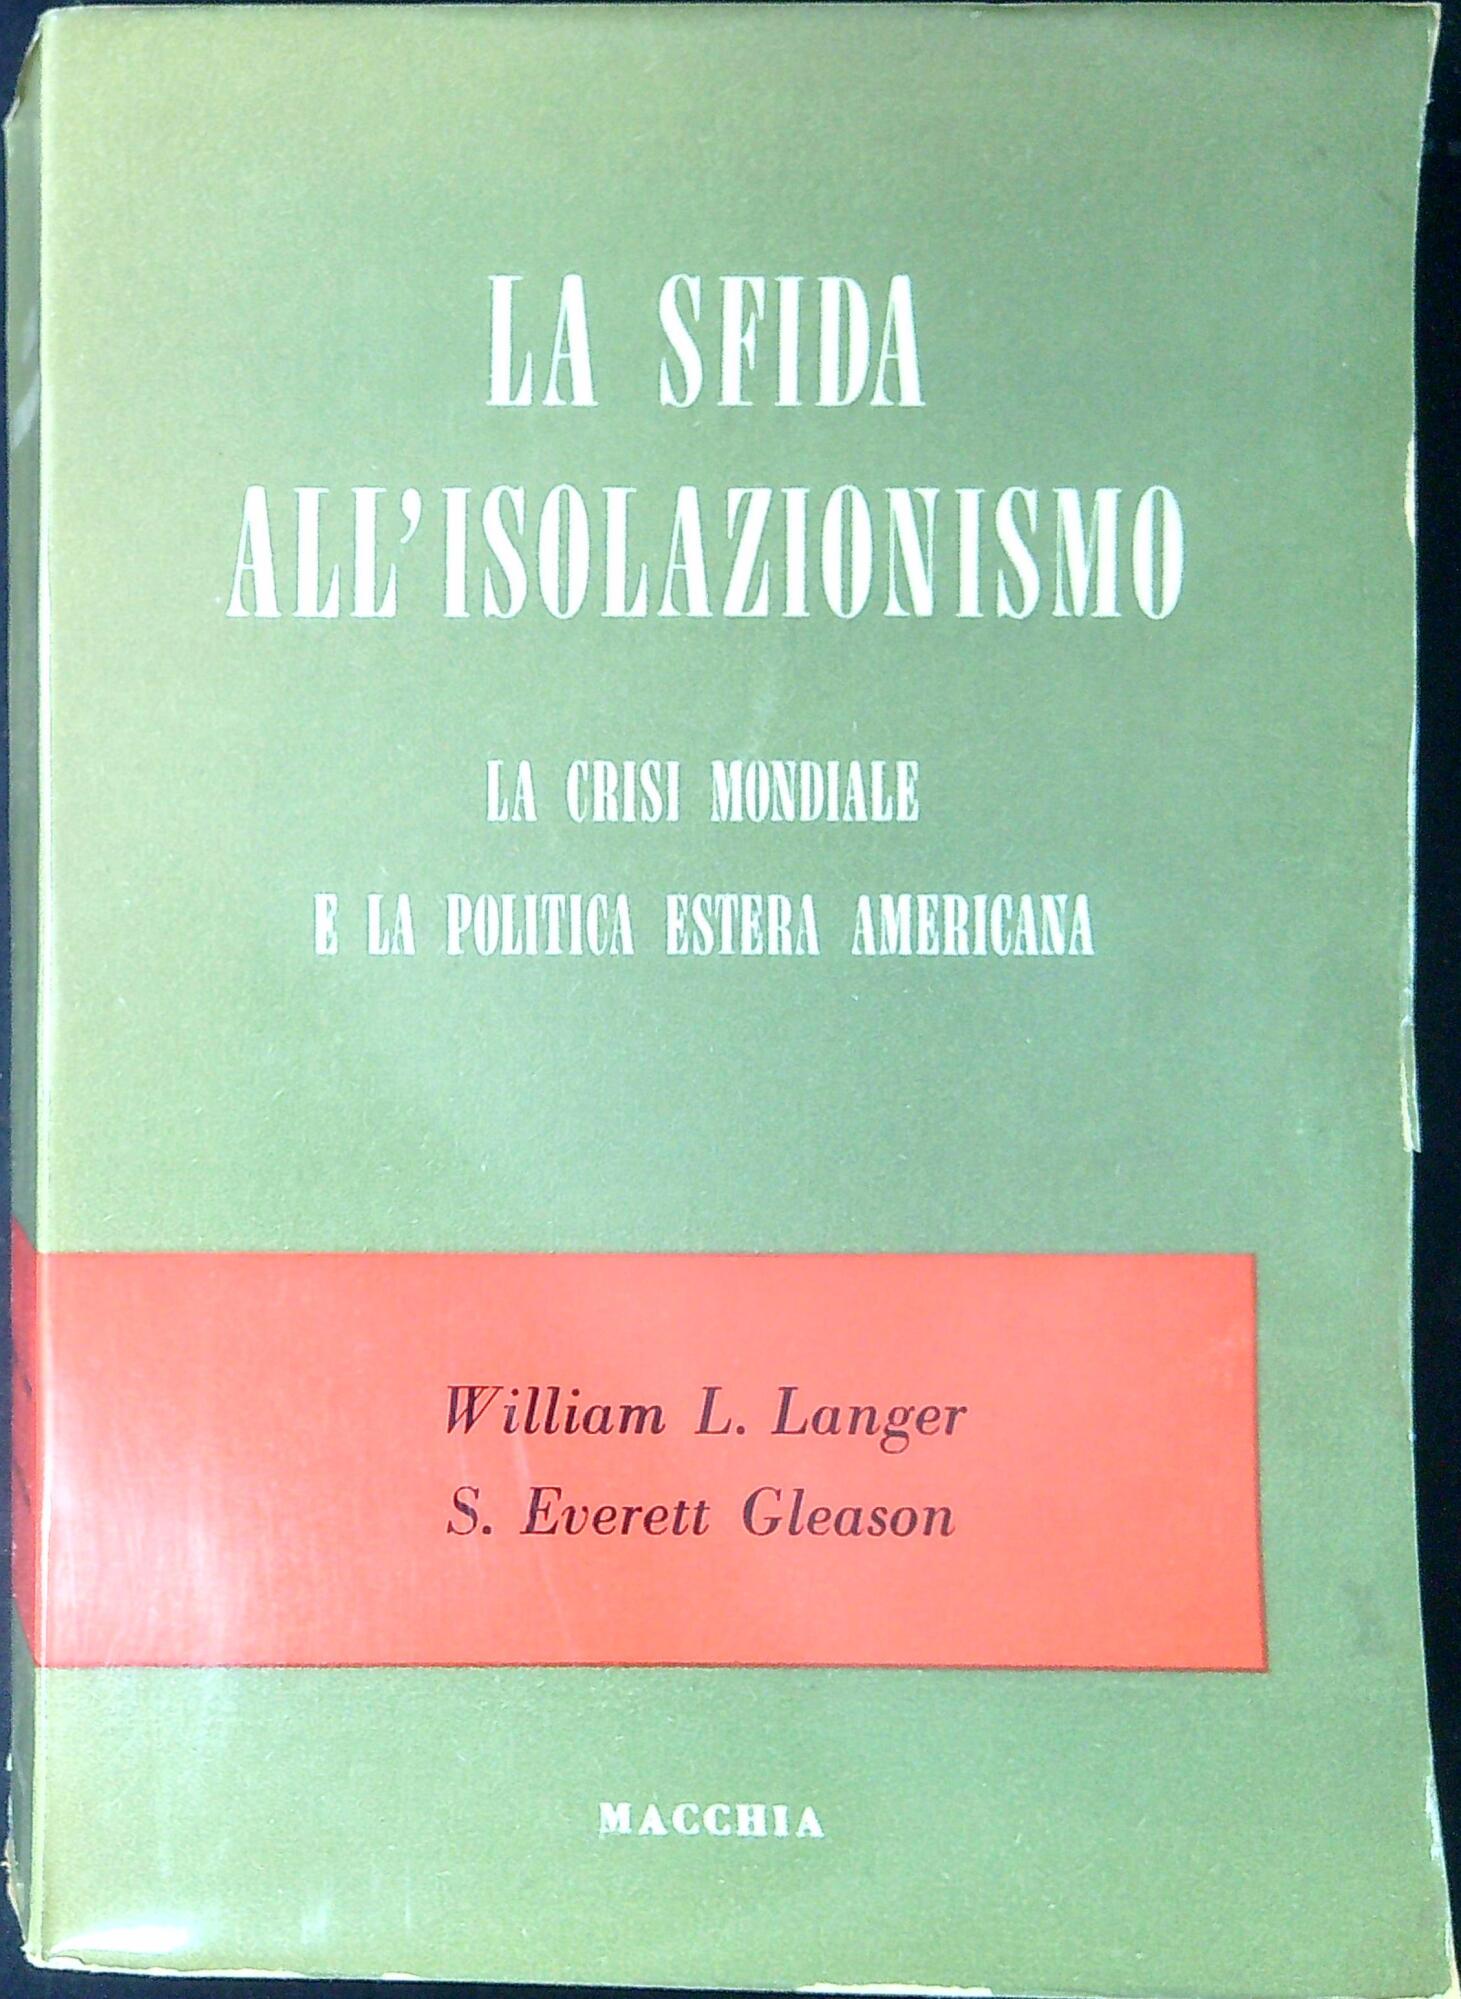 LA SFIDA
ALL'ISOLAZIONISMO
LA CRISI MONDIALE
E LA POLITICA ESTERA AMERICANA
William L. Langer
S. Everett Gleason
MACCHIA